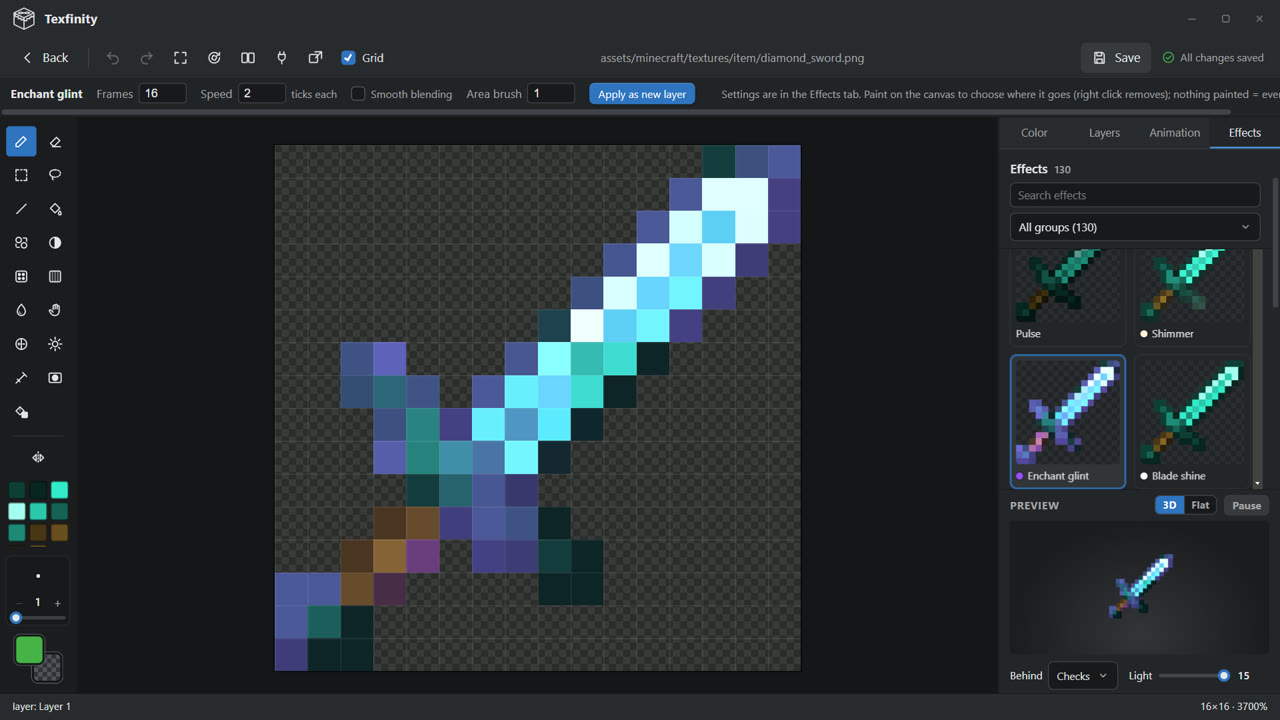 Texfinity
Back
Grid
assets/minecraft/textures/item/diamond_sword.png
Save
All changes saved
Enchant glint Frames 16 Speed 2 ticks each Smooth blending Area brush 1 Apply as new layer Settings are in the Effects tab. Paint on the canvas to choose where it goes (right click removes); nothing painted = eve
Color Layers Animation Effects
Effects 130
Search effects
All groups (130)
Pulse Shimmer
Enchant glint Blade shine
PREVIEW 3D Flat Pause
− 1 +
Behind Checks Light 15
layer: Layer 1
16×16 · 3700%